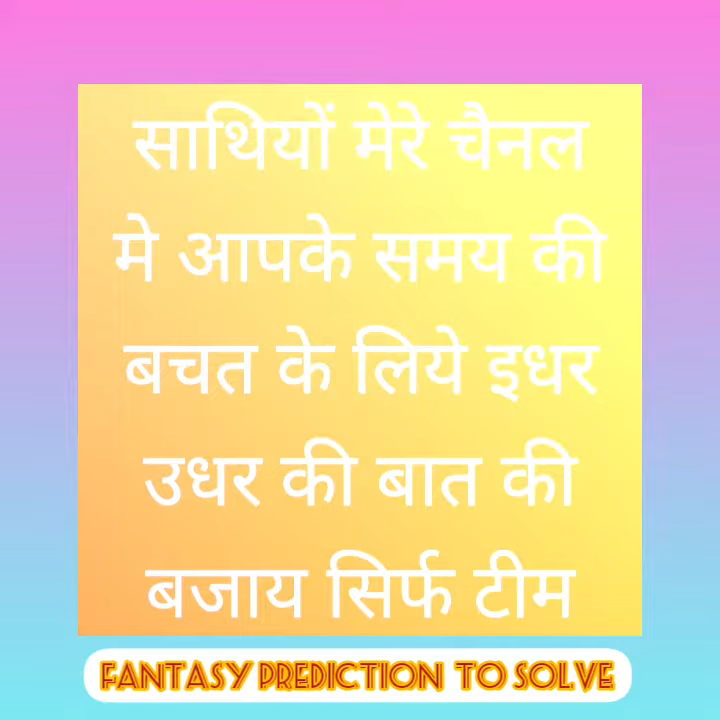 साथियों मेरे चैनल
मे आपके समय की
बचत के लिये इधर
उधर की बात की
बजाय सिर्फ टीम
FANTASY PREDICTION TO SOLVE